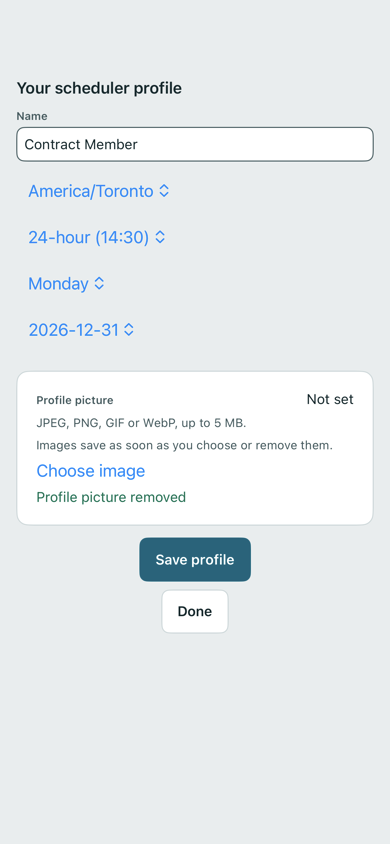 Your scheduler profile
Name
Contract Member
America/Toronto
24-hour (14:30)
Monday
2026-12-31
Profile picture
Not set
JPEG, PNG, GIF or WebP, up to 5 MB.
Images save as soon as you choose or remove them.
Choose image
Profile picture removed
Save profile
Done